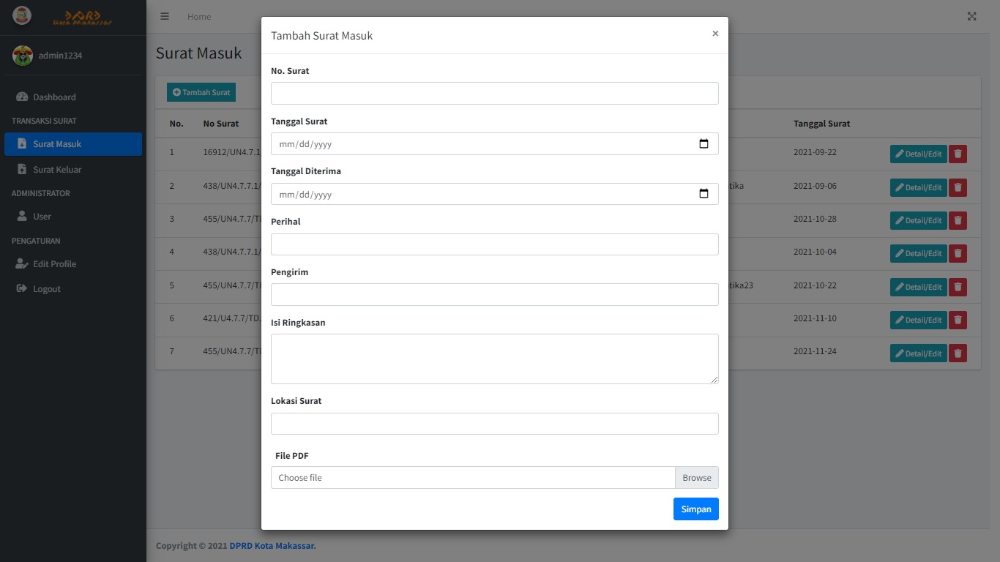 DPRD
Kota Makassar
Home
admin1234
Dashboard
TRANSAKSI SURAT
Surat Masuk
Surat Keluar
ADMINISTRATOR
User
PENGATURAN
Edit Profile
Logout
Surat Masuk
Tambah Surat
No. No Surat Tanggal Surat
1 16912/UN4.7.1 2021-09-22 Detail/Edit
2 438/UN4.7.7.1/ tika 2021-09-06 Detail/Edit
3 455/UN4.7.7/T 2021-10-28 Detail/Edit
4 438/UN4.7.7.1/ 2021-10-04 Detail/Edit
5 455/UN4.7.7/T tika23 2021-10-22 Detail/Edit
6 421/U4.7.7/TD. 2021-11-10 Detail/Edit
7 455/UN4.7.7/T 2021-11-24 Detail/Edit
Tambah Surat Masuk ×
No. Surat
Tanggal Surat
mm/dd/yyyy
Tanggal Diterima
mm/dd/yyyy
Perihal
Pengirim
Isi Ringkasan
Lokasi Surat
File PDF
Choose file Browse
Simpan
Copyright © 2021 DPRD Kota Makassar.